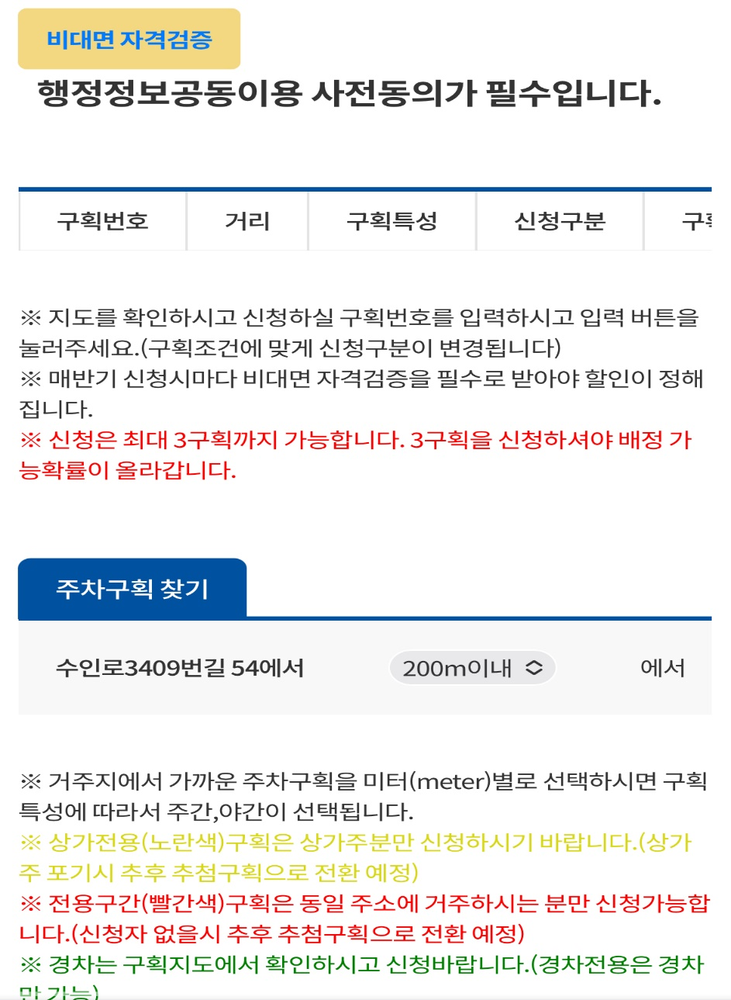 비대면 자격검증
행정정보공동이용 사전동의가 필수입니다.
구획번호 거리 구획특성 신청구분 구획
※ 지도를 확인하시고 신청하실 구획번호를 입력하시고 입력 버튼을
눌러주세요.(구획조건에 맞게 신청구분이 변경됩니다)
※ 매반기 신청시마다 비대면 자격검증을 필수로 받아야 할인이 정해
집니다.
※ 신청은 최대 3구획까지 가능합니다. 3구획을 신청하셔야 배정 가
능확률이 올라갑니다.
주차구획 찾기
수인로3409번길 54에서 200m이내 에서
※ 거주지에서 가까운 주차구획을 미터(meter)별로 선택하시면 구획
특성에 따라서 주간,야간이 선택됩니다.
※ 상가전용(노란색)구획은 상가주분만 신청하시기 바랍니다.(상가
주 포기시 추후 추첨구획으로 전환 예정)
※ 전용구간(빨간색)구획은 동일 주소에 거주하시는 분만 신청가능합
니다.(신청자 없을시 추후 추첨구획으로 전환 예정)
※ 경차는 구획지도에서 확인하시고 신청바랍니다.(경차전용은 경차
만 가능)